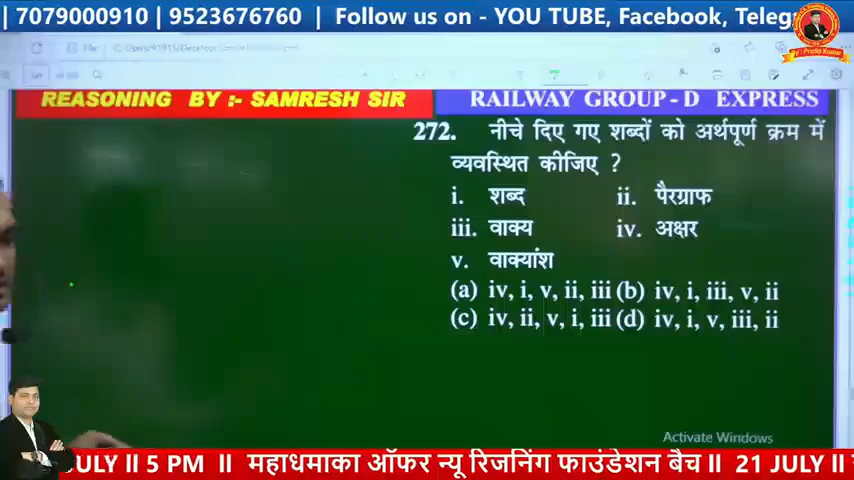 | 7079000910 | 9523676760 | Follow us on - YOU TUBE, Facebook, Teleg
REASONING BY :- SAMRESH SIR
RAILWAY GROUP - D EXPRESS
272. नीचे दिए गए शब्दों को अर्थपूर्ण क्रम में
व्यवस्थित कीजिए ?
i. शब्द ii. पैरग्राफ
iii. वाक्य iv. अक्षर
v. वाक्यांश
(a) iv, i, v, ii, iii (b) iv, i, iii, v, ii
(c) iv, ii, v, i, iii (d) iv, i, v, iii, ii
Activate Windows
JULY II 5 PM II महाधमाका ऑफर न्यू रिजनिंग फाउंडेशन बैच II 21 JULY II